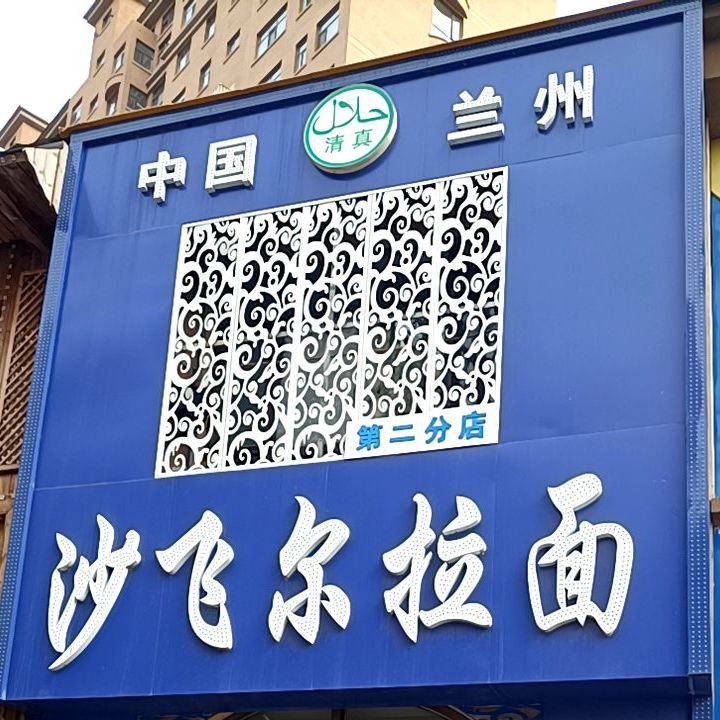 中国 حلال 兰州
清真
第二分店
沙飞尔拉面